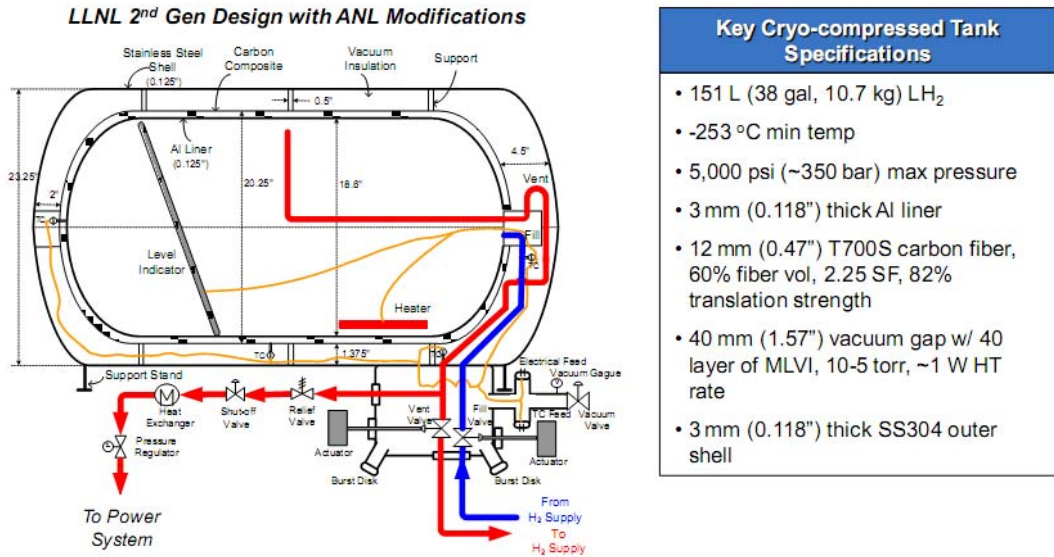 LLNL 2nd Gen Design with ANL Modifications
Stainless Steel
Shell
(0.125")
Carbon
Composite
Vacuum
Insulation
Support
0.5"
Al Liner
(0.125")
23.25"
2"
20.25"
18.6"
4.5"
Vent
Fill
TC
TC
Level
Indicator
Heater
TC
1.375"
TC
Support Stand
Electrical Feed
Vacuum Gague
Heat
Exchanger
M
Shut-off
Valve
Relief
Valve
Vent
Valve
Fill
Valve
TC Feed
Vacuum
Valve
Pressure
Regulator
Actuator
Actuator
Burst Disk
Burst Disk
To Power
System
From
H2 Supply
To
H2 Supply
Key Cryo-compressed Tank
Specifications
• 151 L (38 gal, 10.7 kg) LH2
• -253 °C min temp
• 5,000 psi (~350 bar) max pressure
• 3 mm (0.118") thick Al liner
• 12 mm (0.47") T700S carbon fiber,
60% fiber vol, 2.25 SF, 82%
translation strength
• 40 mm (1.57") vacuum gap w/ 40
layer of MLVI, 10-5 torr, ~1 W HT
rate
• 3 mm (0.118") thick SS304 outer
shell